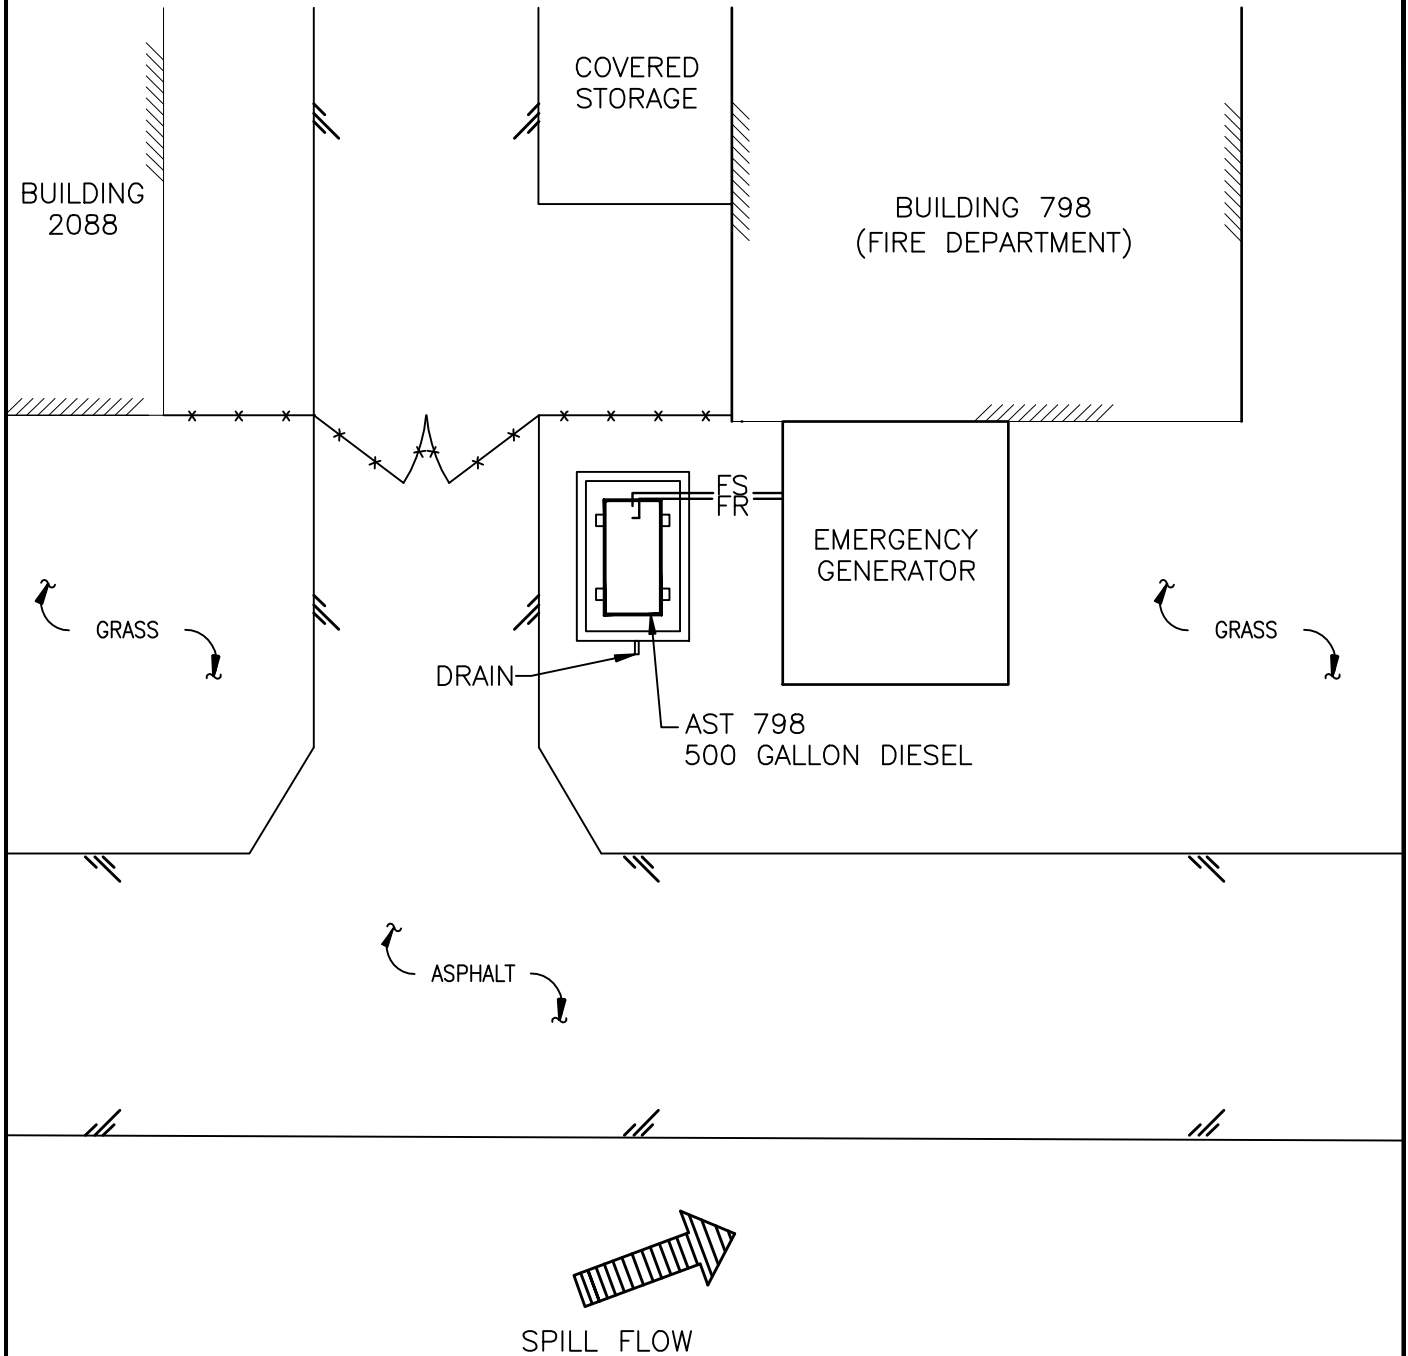 COVERED
STORAGE
BUILDING
2088
BUILDING 798
(FIRE DEPARTMENT)
FS
FR
EMERGENCY
GENERATOR
GRASS
GRASS
DRAIN
AST 798
500 GALLON DIESEL
ASPHALT
SPILL FLOW